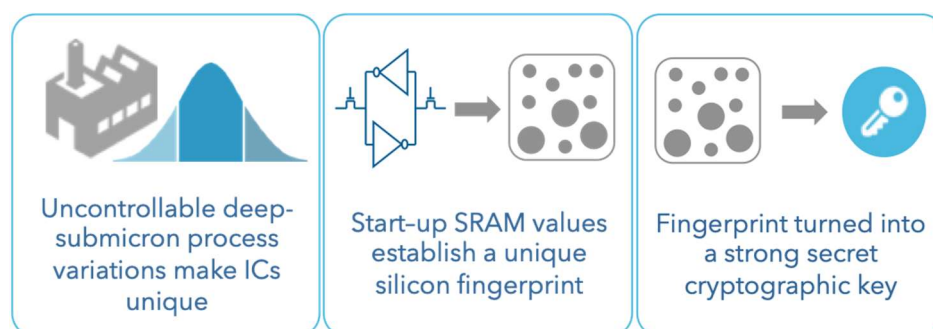 Uncontrollable deep-
submicron process
variations make ICs
unique
Start–up SRAM values
establish a unique
silicon fingerprint
Fingerprint turned into
a strong secret
cryptographic key